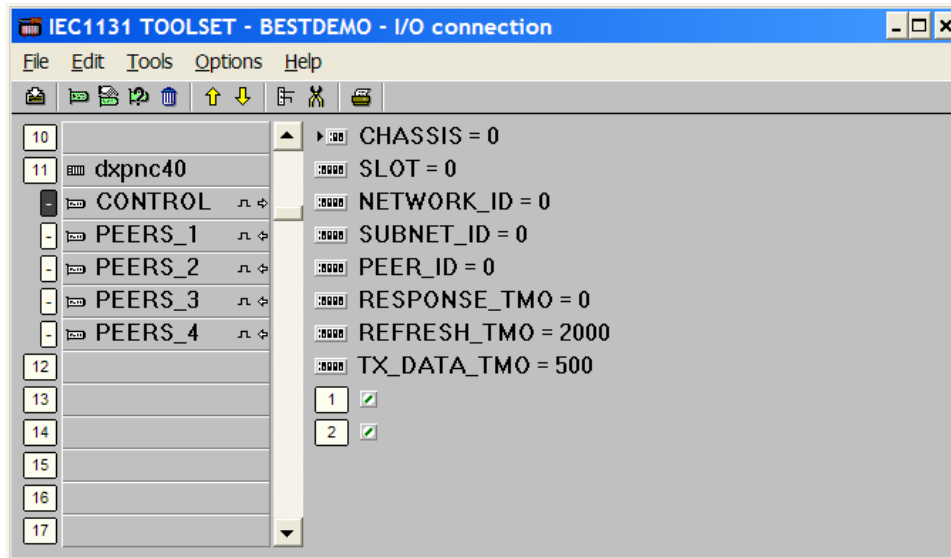 IEC1131 TOOLSET - BESTDEMO - I/O connection
File Edit Tools Options Help
10
11 dxpnc40
- CONTROL
- PEERS_1
- PEERS_2
- PEERS_3
- PEERS_4
12
13
14
15
16
17
CHASSIS = 0
SLOT = 0
NETWORK_ID = 0
SUBNET_ID = 0
PEER_ID = 0
RESPONSE_TMO = 0
REFRESH_TMO = 2000
TX_DATA_TMO = 500
1
2